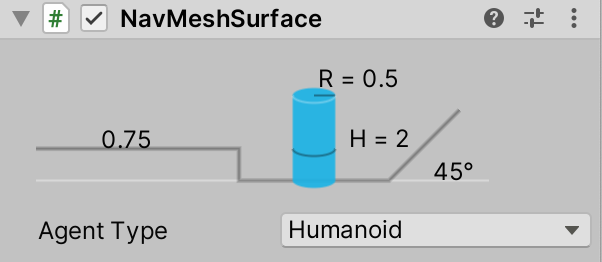 NavMeshSurface
R = 0.5
0.75
H = 2
45°
Agent Type
Humanoid